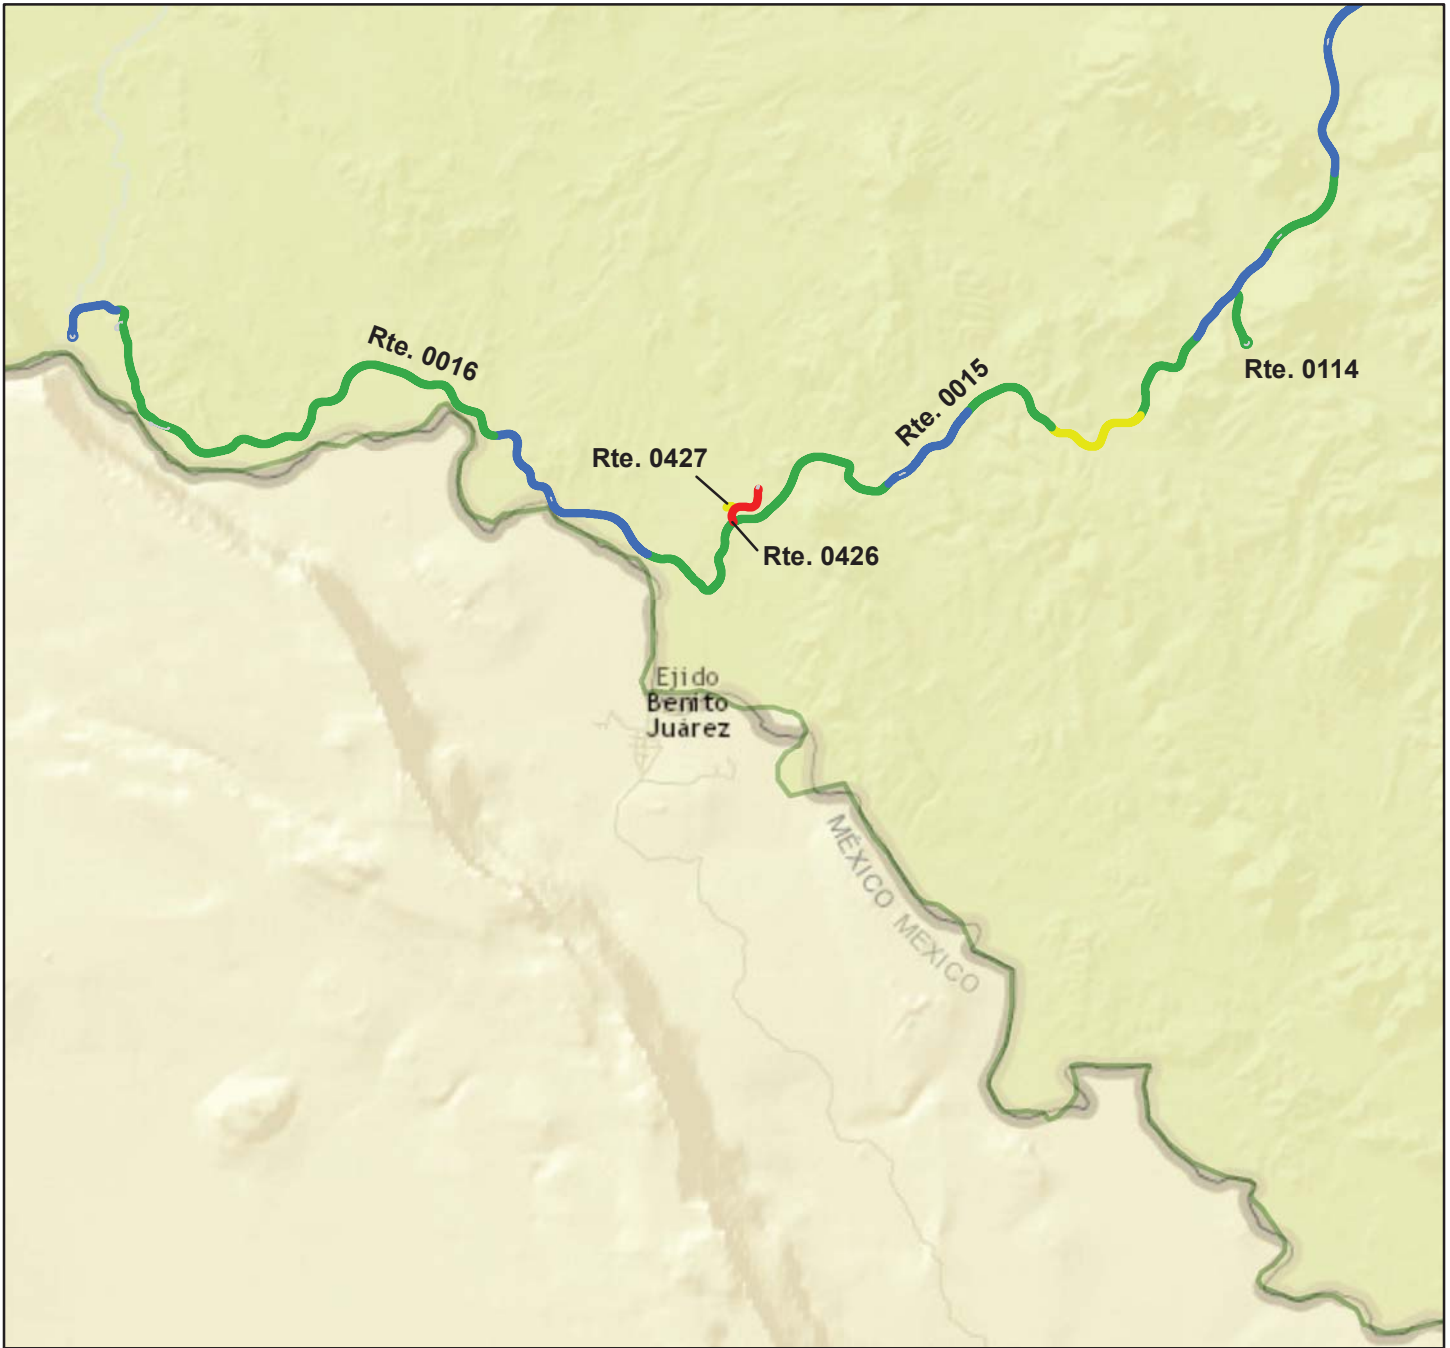 Rte. 0016
Rte. 0015
Rte. 0114
Rte. 0427
Rte. 0426
Ejido
Benito
Juárez
MÉXICO MEXICO